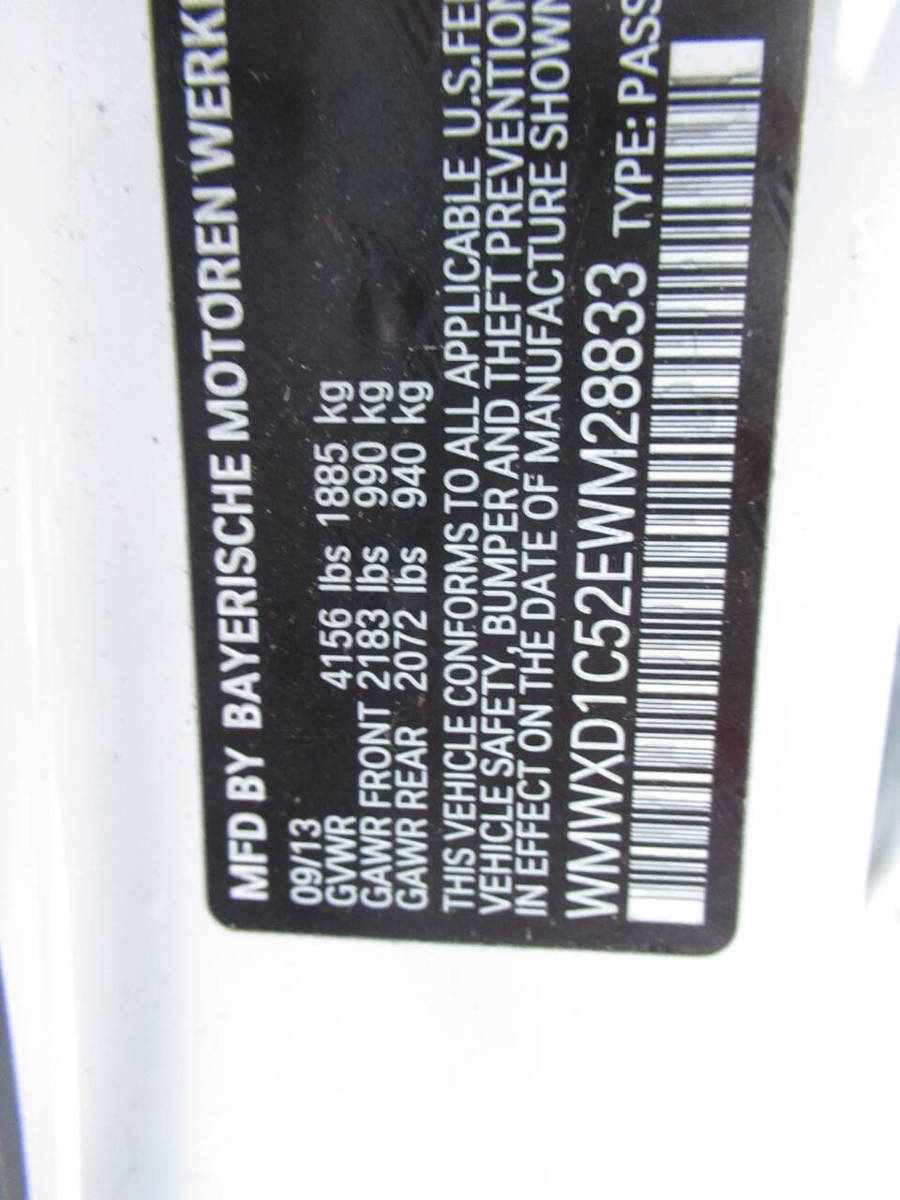 MFD BY BAYERISCHE MOTOREN
09/13
GVWR 4156 lbs 1885 kg
GAWR FRONT 2183 lbs 990 kg
GAWR REAR 2072 lbs 940 kg
THIS VEHICLE CONFORMS TO ALL APPLICABLE U.S.
VEHICLE SAFETY, BUMPER AND THEFT PREVENTION
IN EFFECT ON THE DATE OF MANUFACTURE SHOWN
WMWXD1C52EWM28833 TYPE: PASS